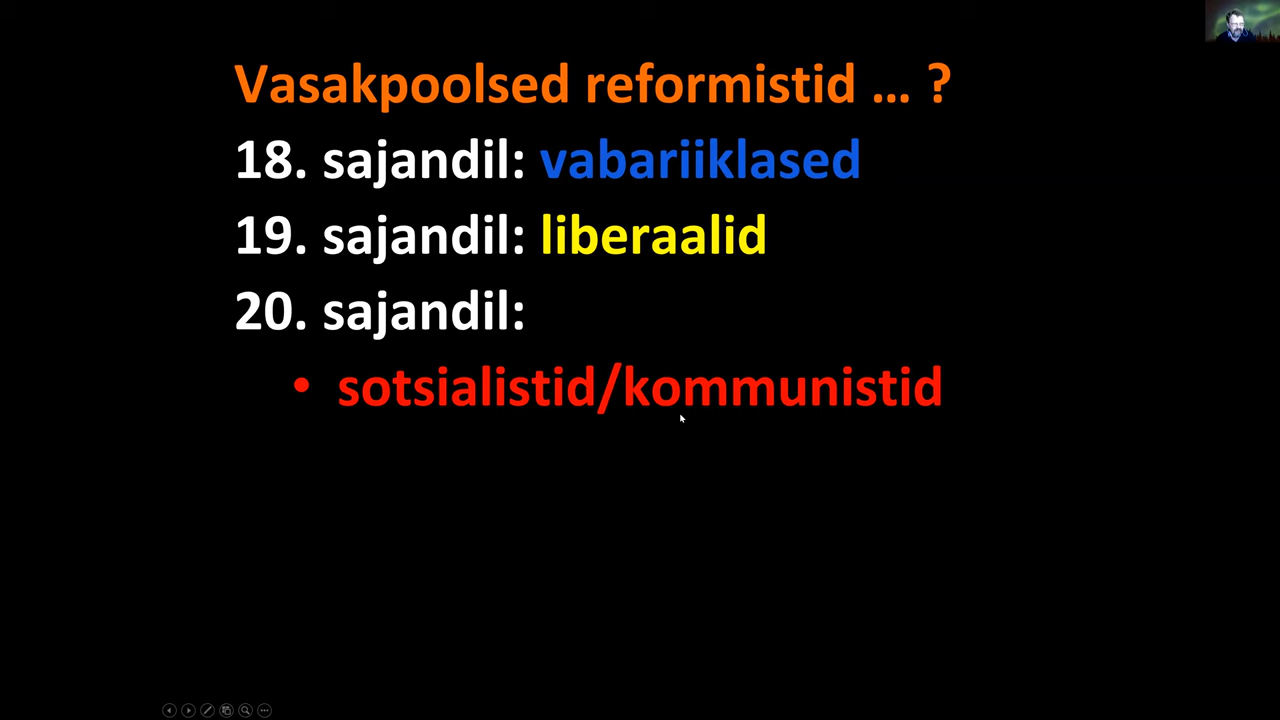 Vasakpoolsed reformistid ... ?
18. sajandil: vabariiklased
19. sajandil: liberaalid
20. sajandil:
• sotsialistid/kommunistid